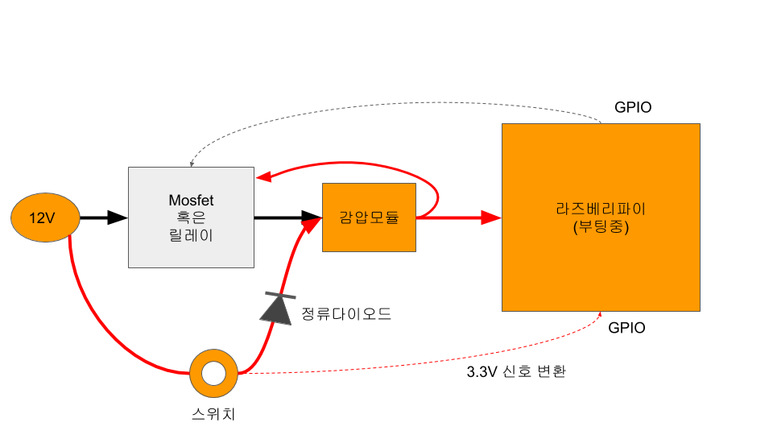 GPIO
Mosfet
혹은
릴레이
12V
감압모듈
라즈베리파이
(부팅중)
정류다이오드
GPIO
3.3V 신호 변환
스위치